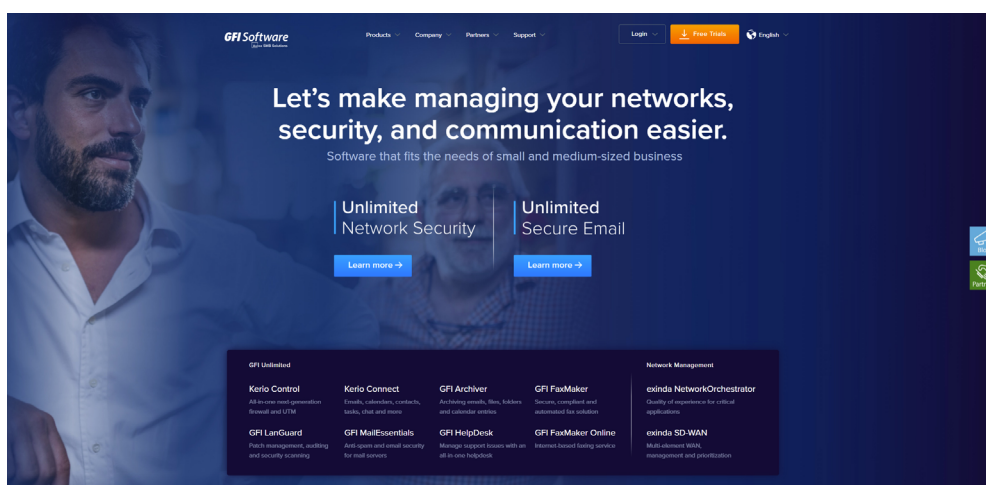 GFI Software
Products
Company
Partners
Support
Login
Free Trials
English
Let's make managing your networks,
security, and communication easier.
Software that fits the needs of small and medium-sized business
Unlimited
Network Security
Learn more →
Unlimited
Secure Email
Learn more →
GFI Unlimited
Kerio Control
All-in-one next-generation
firewall and UTM
Kerio Connect
Emails, calendars, contacts,
tasks, chat and more
GFI Archiver
Archiving emails, files, folders
and calendar entries
GFI FaxMaker
Secure, compliant and
automated fax solution
GFI LanGuard
Patch management, auditing
and security scanning
GFI MailEssentials
Anti-spam and email security
for mail servers
GFI HelpDesk
Manage support issues with an
all-in-one helpdesk
GFI FaxMaker Online
Internet-based faxing service
Network Management
exinda NetworkOrchestrator
Quality of experience for critical
applications
exinda SD-WAN
Multi-element WAN,
management and prioritization